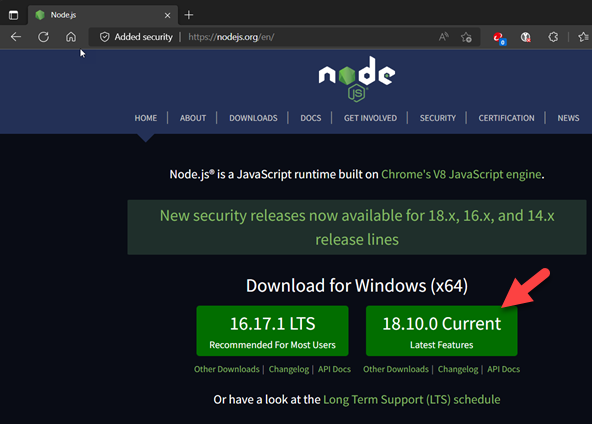 Node.js
Added security | https://nodejs.org/en/
node
JS
HOME | ABOUT | DOWNLOADS | DOCS | GET INVOLVED | SECURITY | CERTIFICATION | NEWS
Node.js® is a JavaScript runtime built on Chrome's V8 JavaScript engine.
New security releases now available for 18.x, 16.x, and 14.x
release lines
Download for Windows (x64)
16.17.1 LTS
Recommended For Most Users
18.10.0 Current
Latest Features
Other Downloads | Changelog | API Docs
Other Downloads | Changelog | API Docs
Or have a look at the Long Term Support (LTS) schedule